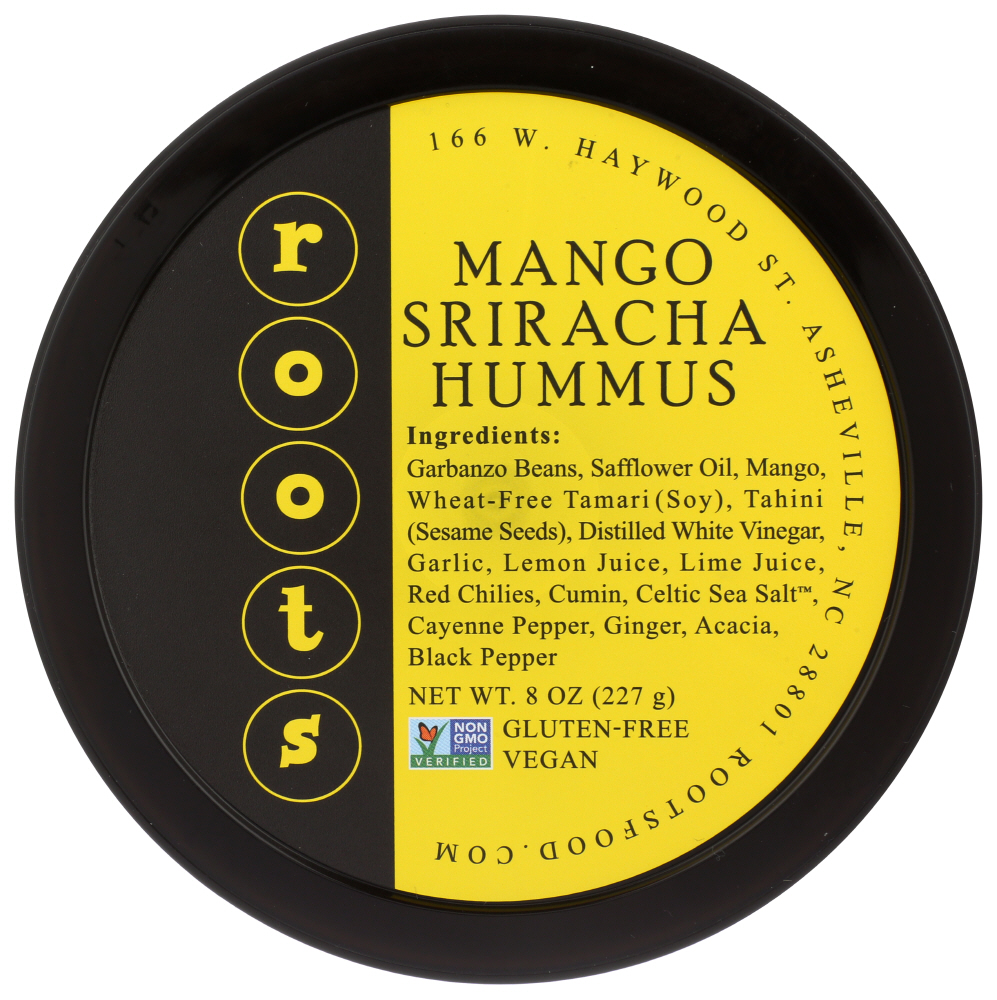 roots
166 W. HAYWOOD ST. ASHEVILLE, NC 28801 ROOTSFOOD.COM
MANGO
SRIRACHA
HUMMUS
Ingredients:
Garbanzo Beans, Safflower Oil, Mango,
Wheat-Free Tamari (Soy), Tahini
(Sesame Seeds), Distilled White Vinegar,
Garlic, Lemon Juice, Lime Juice,
Red Chilies, Cumin, Celtic Sea Salt™,
Cayenne Pepper, Ginger, Acacia,
Black Pepper
NET WT. 8 OZ (227 g)
NON
GMO
Project
VERIFIED
GLUTEN-FREE
VEGAN